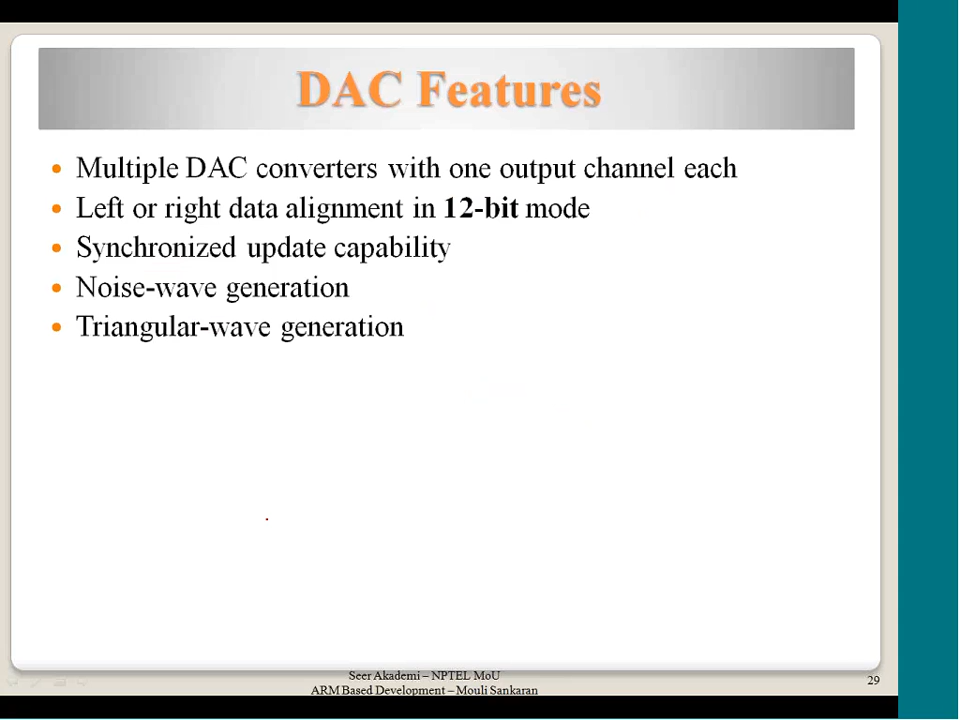 DAC Features
• Multiple DAC converters with one output channel each
• Left or right data alignment in 12-bit mode
• Synchronized update capability
• Noise-wave generation
• Triangular-wave generation
Seer Akademi – NPTEL MoU
ARM Based Development – Mouli Sankaran
29